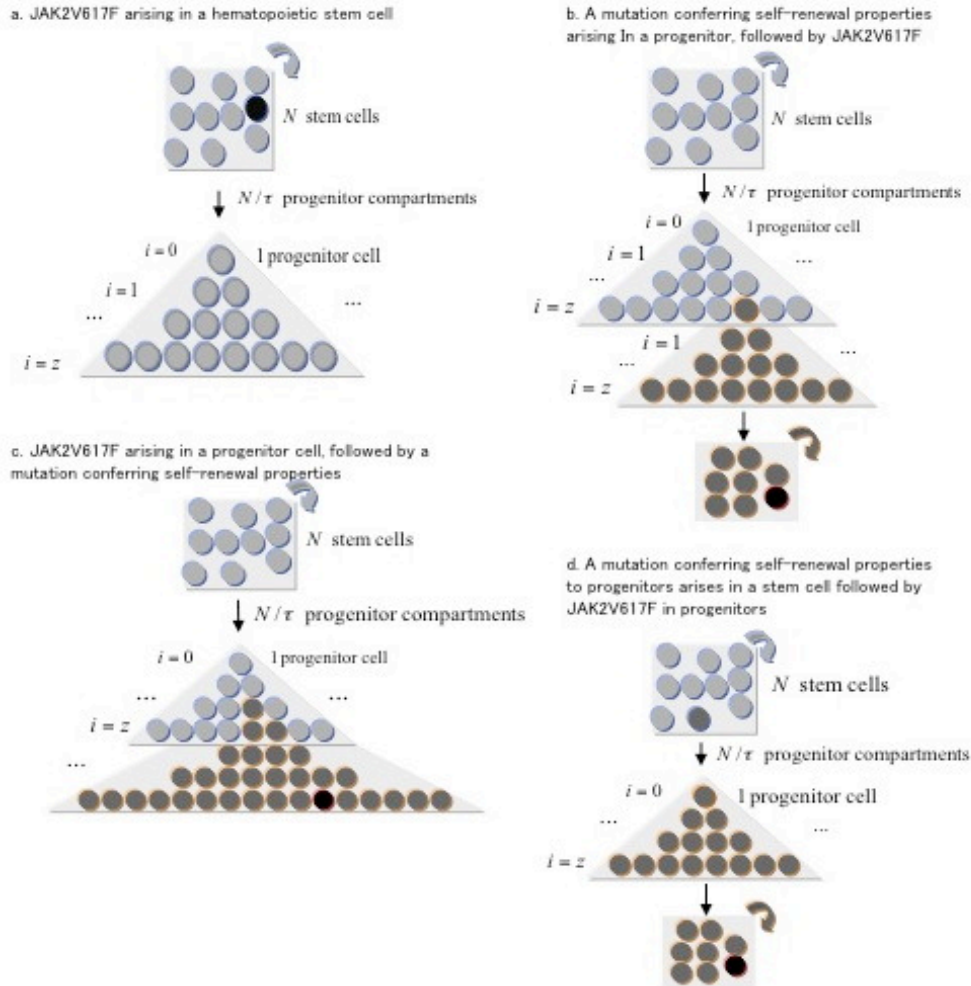 a. JAK2V617F arising in a hematopoietic stem cell
N stem cells
N/τ progenitor compartments
i = 0
1 progenitor cell
i = 1
...
...
i = z
b. A mutation conferring self-renewal properties
arising In a progenitor, followed by JAK2V617F
N stem cells
N/τ progenitor compartments
i = 0
1 progenitor cell
i = 1
...
...
i = z
i = 1
...
...
i = z
c. JAK2V617F arising in a progenitor cell, followed by a
mutation conferring self-renewal properties
N stem cells
N/τ progenitor compartments
i = 0
1 progenitor cell
...
...
i = z
...
d. A mutation conferring self-renewal properties
to progenitors arises in a stem cell followed by
JAK2V617F in progenitors
N stem cells
N/τ progenitor compartments
i = 0
1 progenitor cell
...
...
i = z